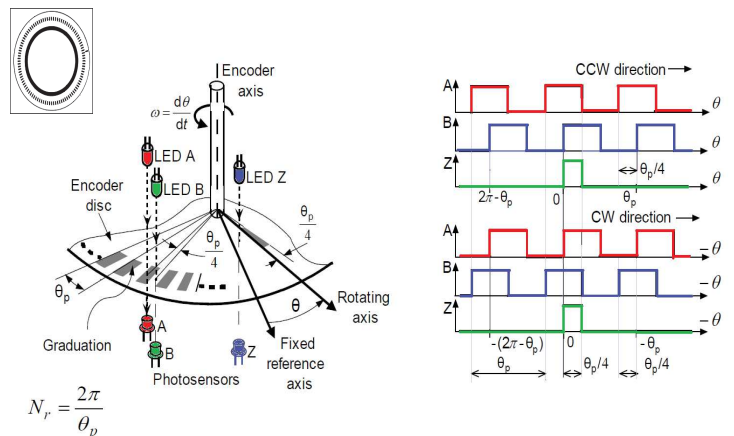 Encoder
axis
ω = dθ/dt
LED A
LED B
LED Z
Encoder
disc
θp/4
θp/4
θp
θ
Rotating
axis
Graduation
A
B
Z
Fixed
reference
axis
Photosensors
Nr = 2π/θp
CCW direction
A
θ
B
θ
Z
θp/4
θ
2π-θp
0
θp
CW direction
A
-θ
B
-θ
Z
-θ
-(2π-θp)
0
-θp
θp
θp/4
θp/4